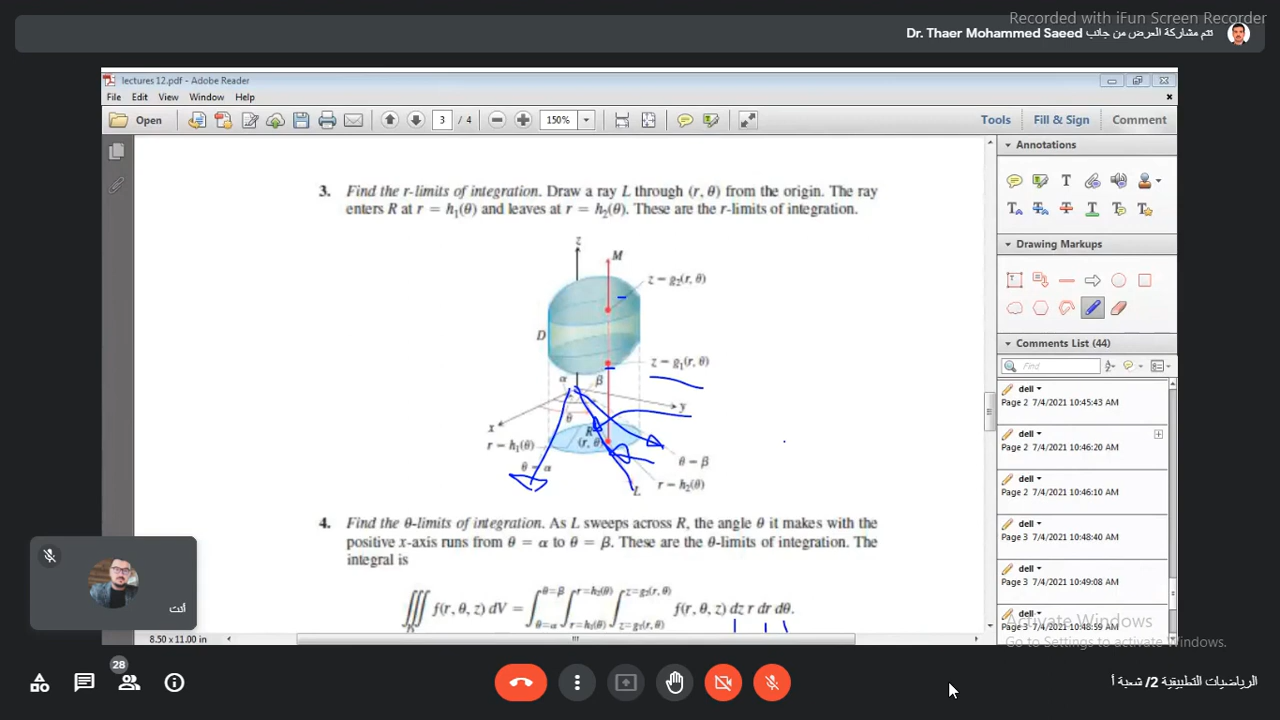 Recorded with iFun Screen Recorder
Dr. Thaer Mohammed Saeed تتم مشاركة العرض من جانب
lectures 12.pdf - Adobe Reader
File Edit View Window Help
Open 3 / 4 150% Tools Fill & Sign Comment
3. Find the r-limits of integration. Draw a ray L through (r, θ) from the origin. The ray
enters R at r = h₁(θ) and leaves at r = h₂(θ). These are the r-limits of integration.
z
M
z = g₂(r, θ)
D
z = g₁(r, θ)
α
β
y
x
θ
R
r = h₁(θ)
(r, θ)
θ = α
θ = β
r = h₂(θ)
L
4. Find the θ-limits of integration. As L sweeps across R, the angle θ it makes with the
positive x-axis runs from θ = α to θ = β. These are the θ-limits of integration. The
integral is
∭ f(r, θ, z) dV = ∫θ=α^θ=β ∫r=h₁(θ)^r=h₂(θ) ∫z=g₁(r, θ)^z=g₂(r, θ) f(r, θ, z) dz r dr dθ.
D
8.50 x 11.00 in
Annotations
Drawing Markups
Comments List (44)
Find
dell
Page 2 7/4/2021 10:45:43 AM
dell
Page 2 7/4/2021 10:46:20 AM
dell
Page 2 7/4/2021 10:46:10 AM
dell
Page 3 7/4/2021 10:48:40 AM
dell
Page 3 7/4/2021 10:49:08 AM
dell
Page 3 7/4/2021 10:48:59 AM
Activate Windows
Go to Settings to activate Windows.
أنت
28
الرياضيات التطبيقية 2/ شعبة أ